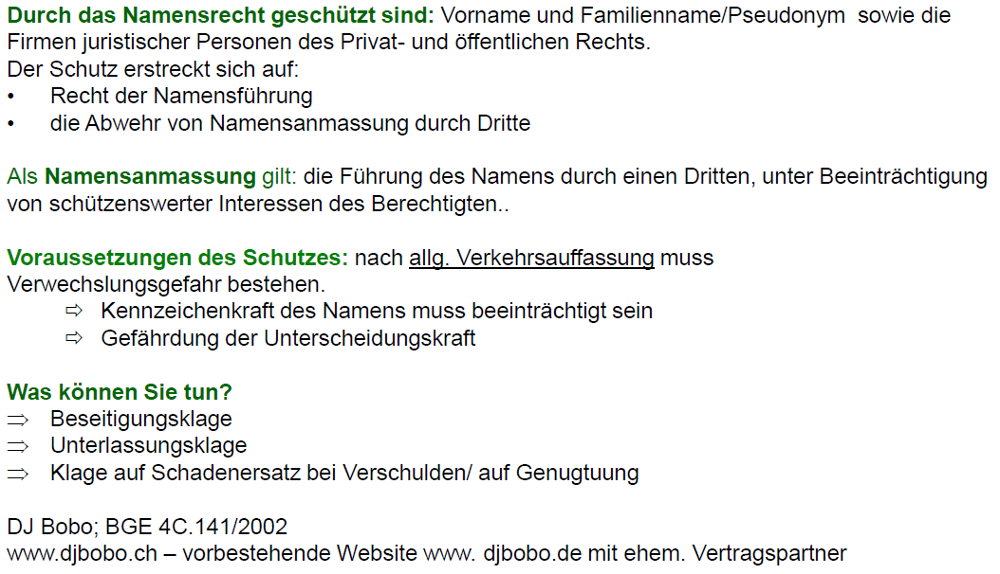 Durch das Namensrecht geschützt sind: Vorname und Familienname/Pseudonym  sowie die
Firmen juristischer Personen des Privat- und öffentlichen Rechts.
Der Schutz erstreckt sich auf:
• Recht der Namensführung
• die Abwehr von Namensanmassung durch Dritte
Als Namensanmassung gilt: die Führung des Namens durch einen Dritten, unter Beeinträchtigung
von schützenswerter Interessen des Berechtigten..
Voraussetzungen des Schutzes: nach allg. Verkehrsauffassung muss
Verwechslungsgefahr bestehen.
⇨ Kennzeichenkraft des Namens muss beeinträchtigt sein
⇨ Gefährdung der Unterscheidungskraft
Was können Sie tun?
⇒ Beseitigungsklage
⇒ Unterlassungsklage
⇒ Klage auf Schadenersatz bei Verschulden/ auf Genugtuung
DJ Bobo; BGE 4C.141/2002
www.djbobo.ch – vorbestehende Website www. djbobo.de mit ehem. Vertragspartner